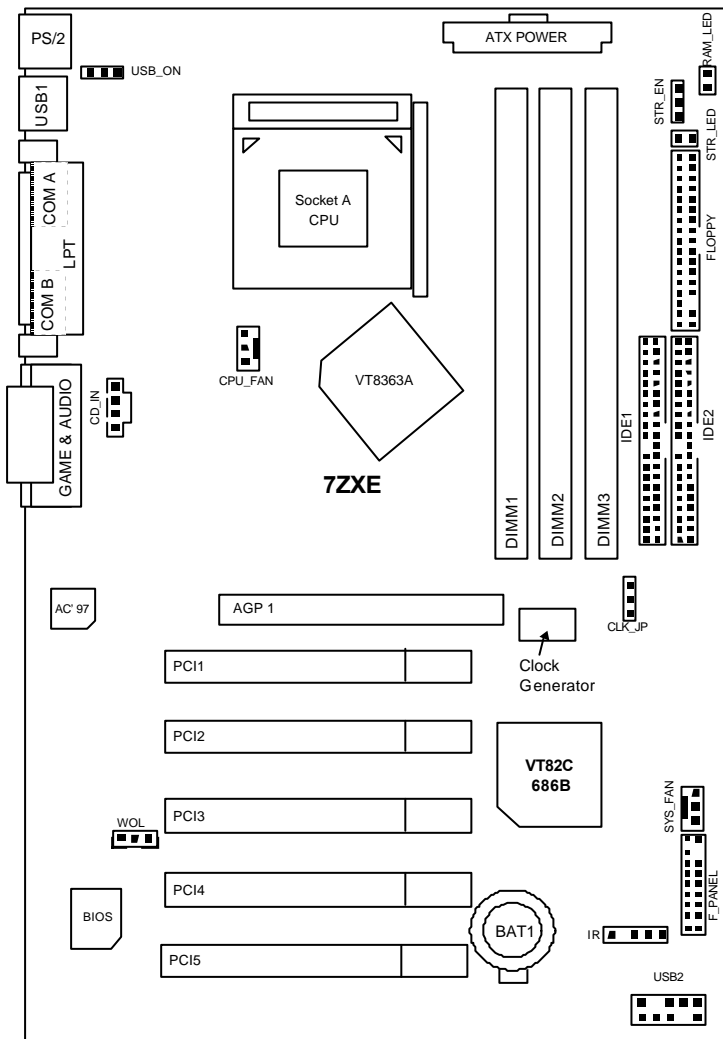 PS/2
ATX POWER
RAM_LED
USB_ON
USB1
STR_EN
STR_LED
COM A
Socket A
CPU
FLOPPY
LPT
COM B
CPU_FAN
VT8363A
CD_IN
GAME & AUDIO
IDE1
IDE2
7ZXE
DIMM1
DIMM2
DIMM3
AC' 97
AGP 1
CLK_JP
Clock
Generator
PCI1
PCI2
VT82C
686B
PCI3
WOL
SYS_FAN
PCI4
F_PANEL
BIOS
BAT1
IR
PCI5
USB2